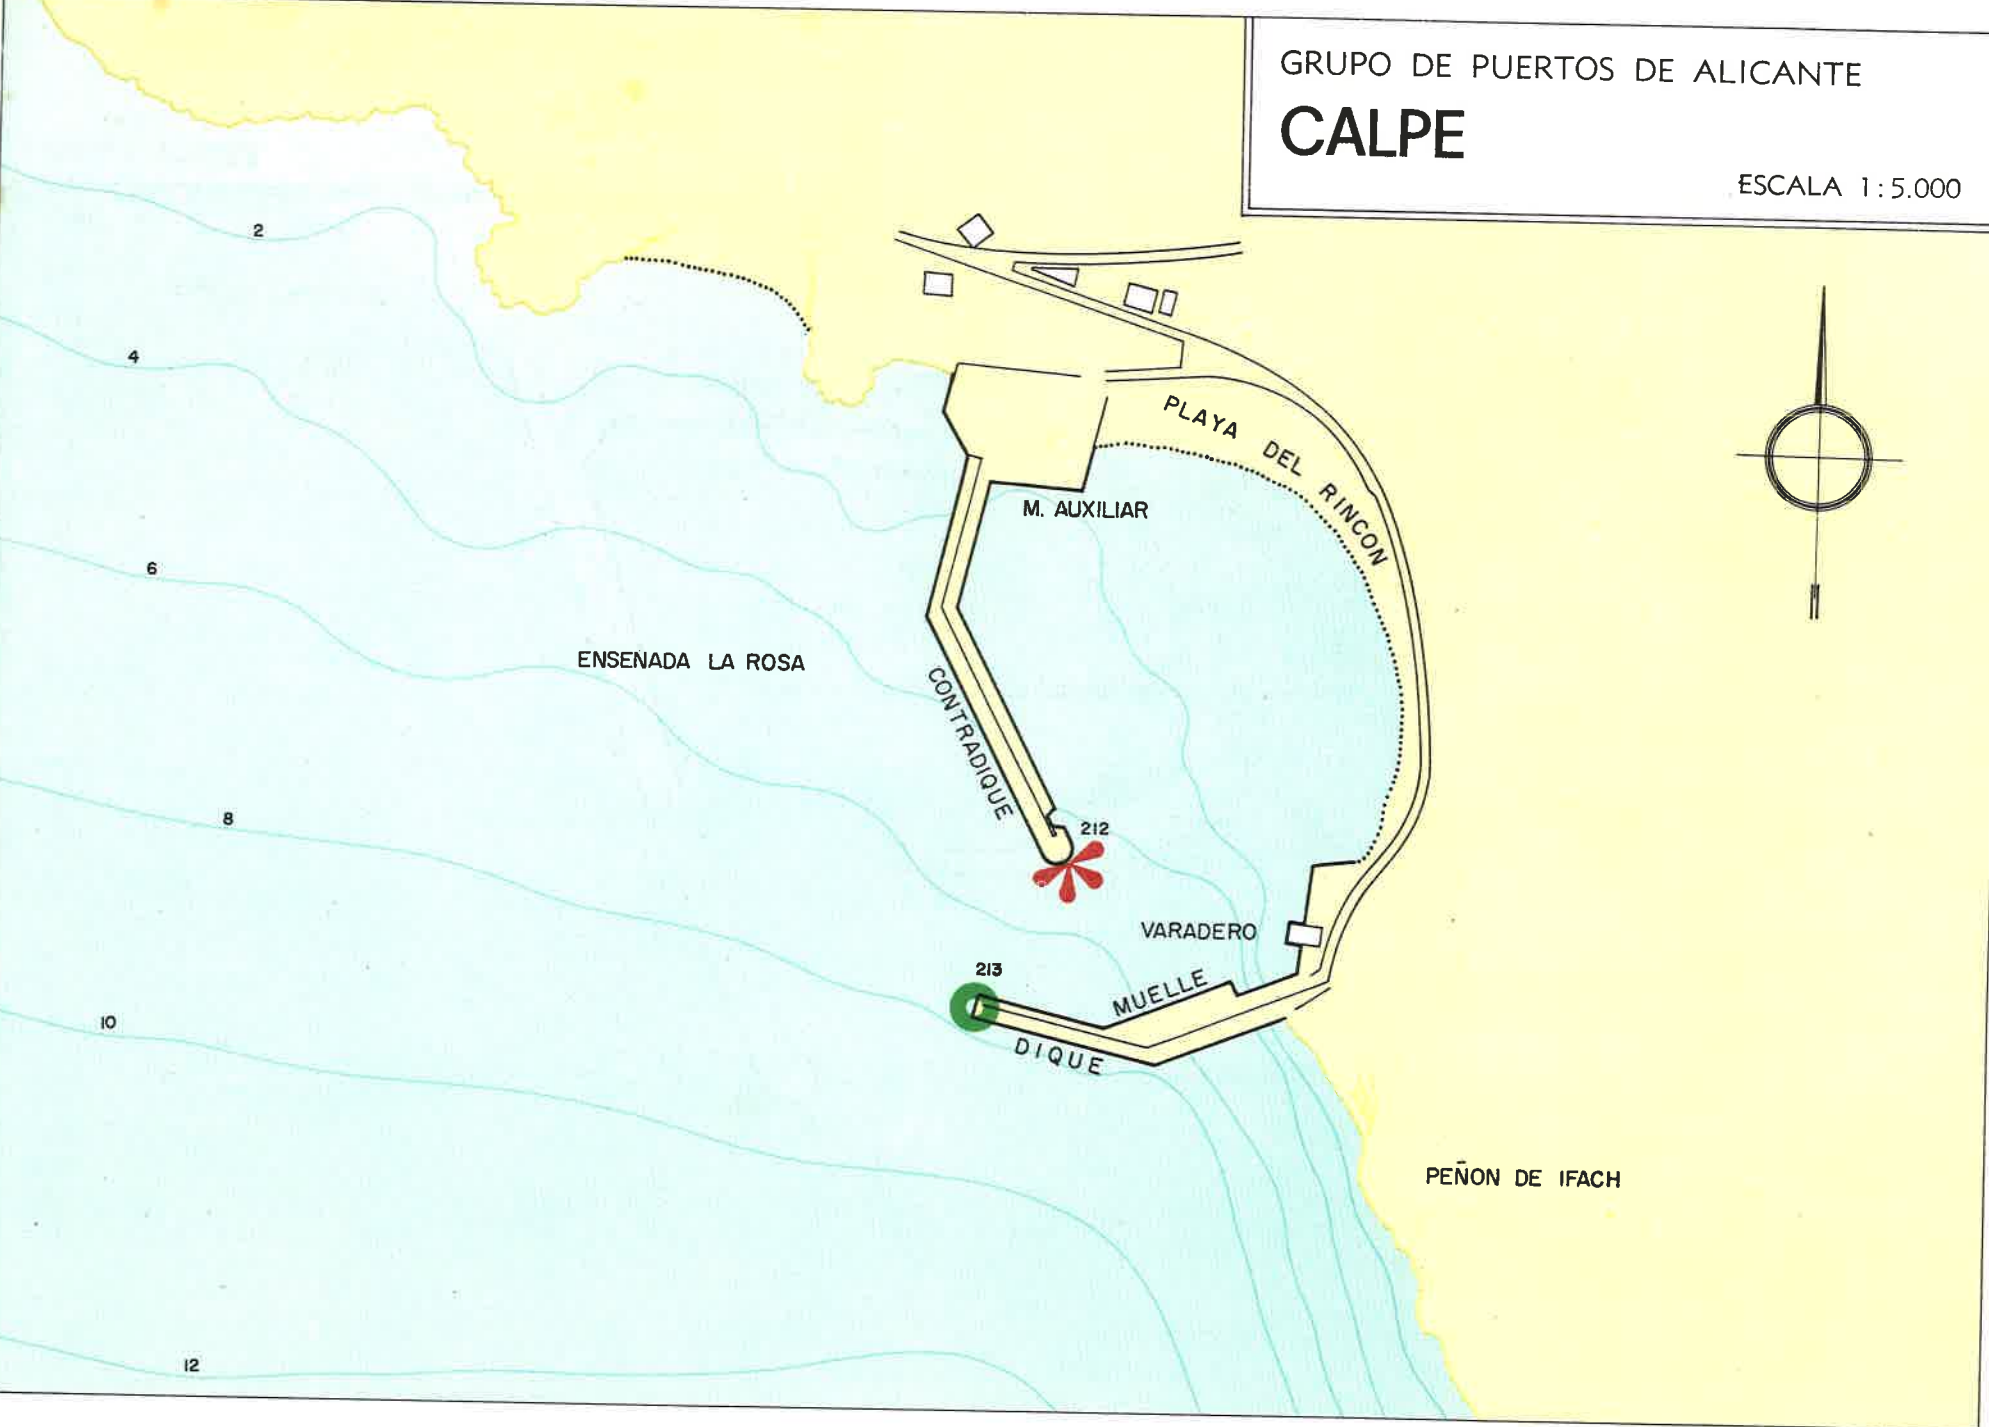 GRUPO DE PUERTOS DE ALICANTE
CALPE
ESCALA 1:5.000
2
4
PLAYA DEL RINCON
M. AUXILIAR
6
ENSENADA LA ROSA
CONTRADIQUE
8
212
VARADERO
213
MUELLE
10
DIQUE
PEÑON DE IFACH
12